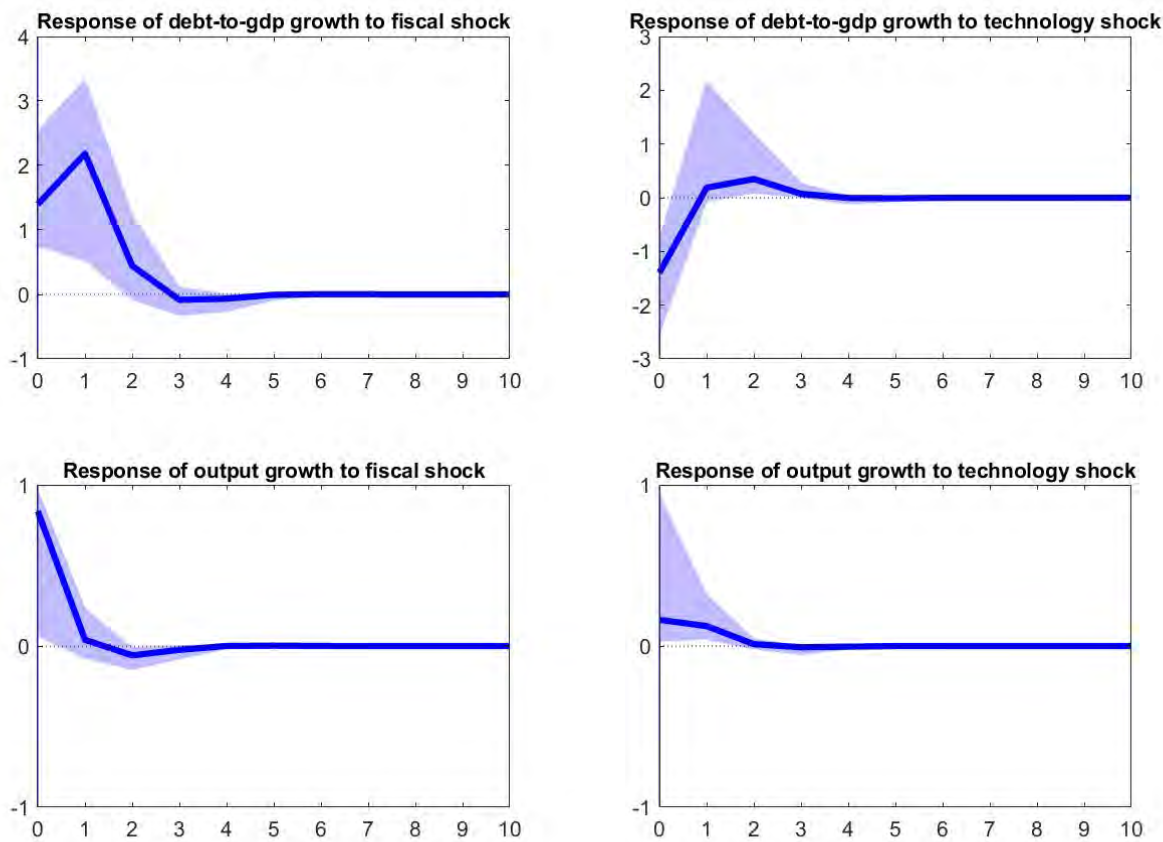 Response of debt-to-gdp growth to fiscal shock
4
3
2
1
0
-1
0 1 2 3 4 5 6 7 8 9 10
Response of debt-to-gdp growth to technology shock
3
2
1
0
-1
-2
-3
0 1 2 3 4 5 6 7 8 9 10
Response of output growth to fiscal shock
1
0
-1
0 1 2 3 4 5 6 7 8 9 10
Response of output growth to technology shock
1
0
-1
0 1 2 3 4 5 6 7 8 9 10